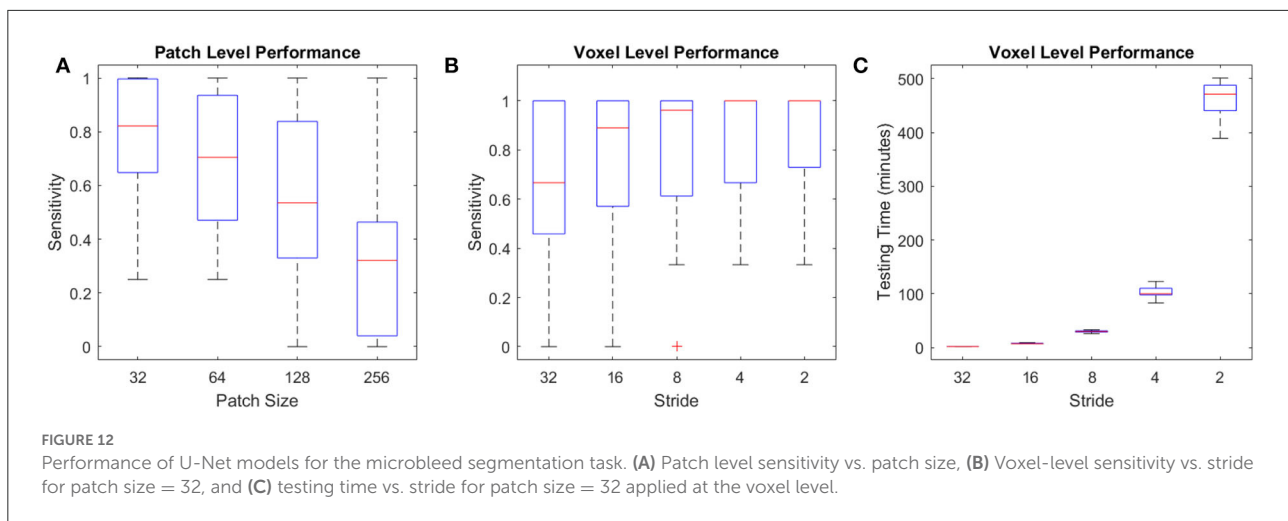 A
Patch Level Performance
Sensitivity
1
0.8
0.6
0.4
0.2
0
32 64 128 256
Patch Size
B
Voxel Level Performance
Sensitivity
1
0.8
0.6
0.4
0.2
0
32 16 8 4 2
Stride
C
Voxel Level Performance
Testing Time (minutes)
500
400
300
200
100
0
32 16 8 4 2
Stride
FIGURE 12
Performance of U-Net models for the microbleed segmentation task. (A) Patch level sensitivity vs. patch size, (B) Voxel-level sensitivity vs. stride
for patch size = 32, and (C) testing time vs. stride for patch size = 32 applied at the voxel level.